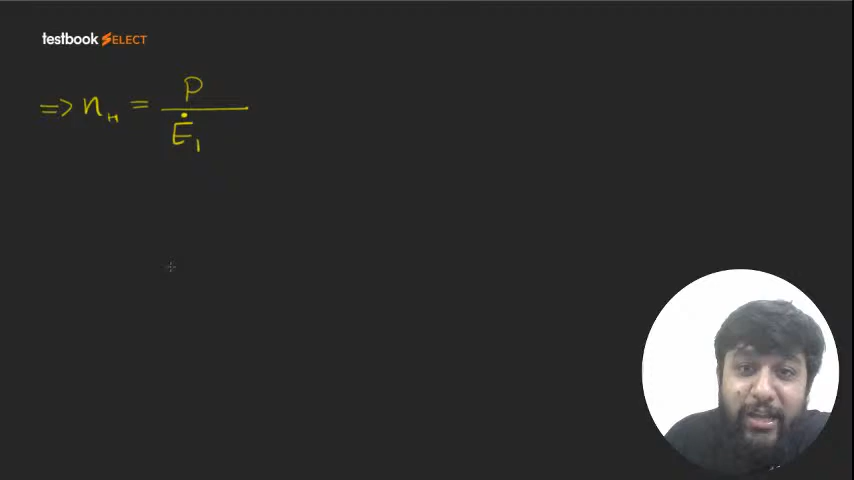 testbook SELECT
=> n_H = P / Ė_1